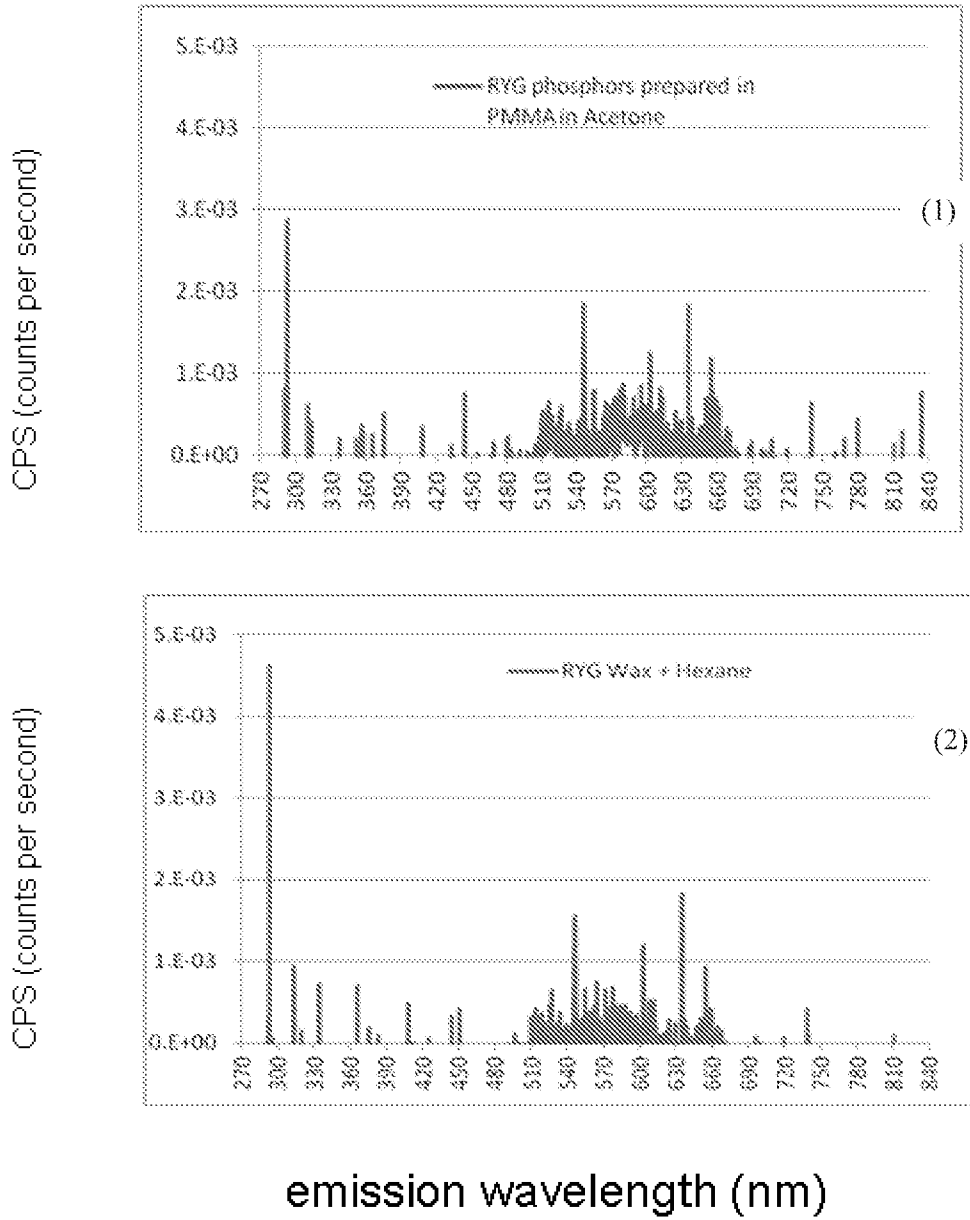 CPS (counts per second)
5.E-03
4.E-03
3.E-03
2.E-03
1.E-03
0.E+00
RYG phosphors prepared in
PMMA in Acetone
(1)
270 300 330 360 390 420 450 480 510 540 570 600 630 660 690 720 750 780 810 840
CPS (counts per second)
5.E-03
4.E-03
3.E-03
2.E-03
1.E-03
0.E+00
RYG Wax + Hexane
(2)
270 300 330 360 390 420 450 480 510 540 570 600 630 660 690 720 750 780 810 840
emission wavelength (nm)